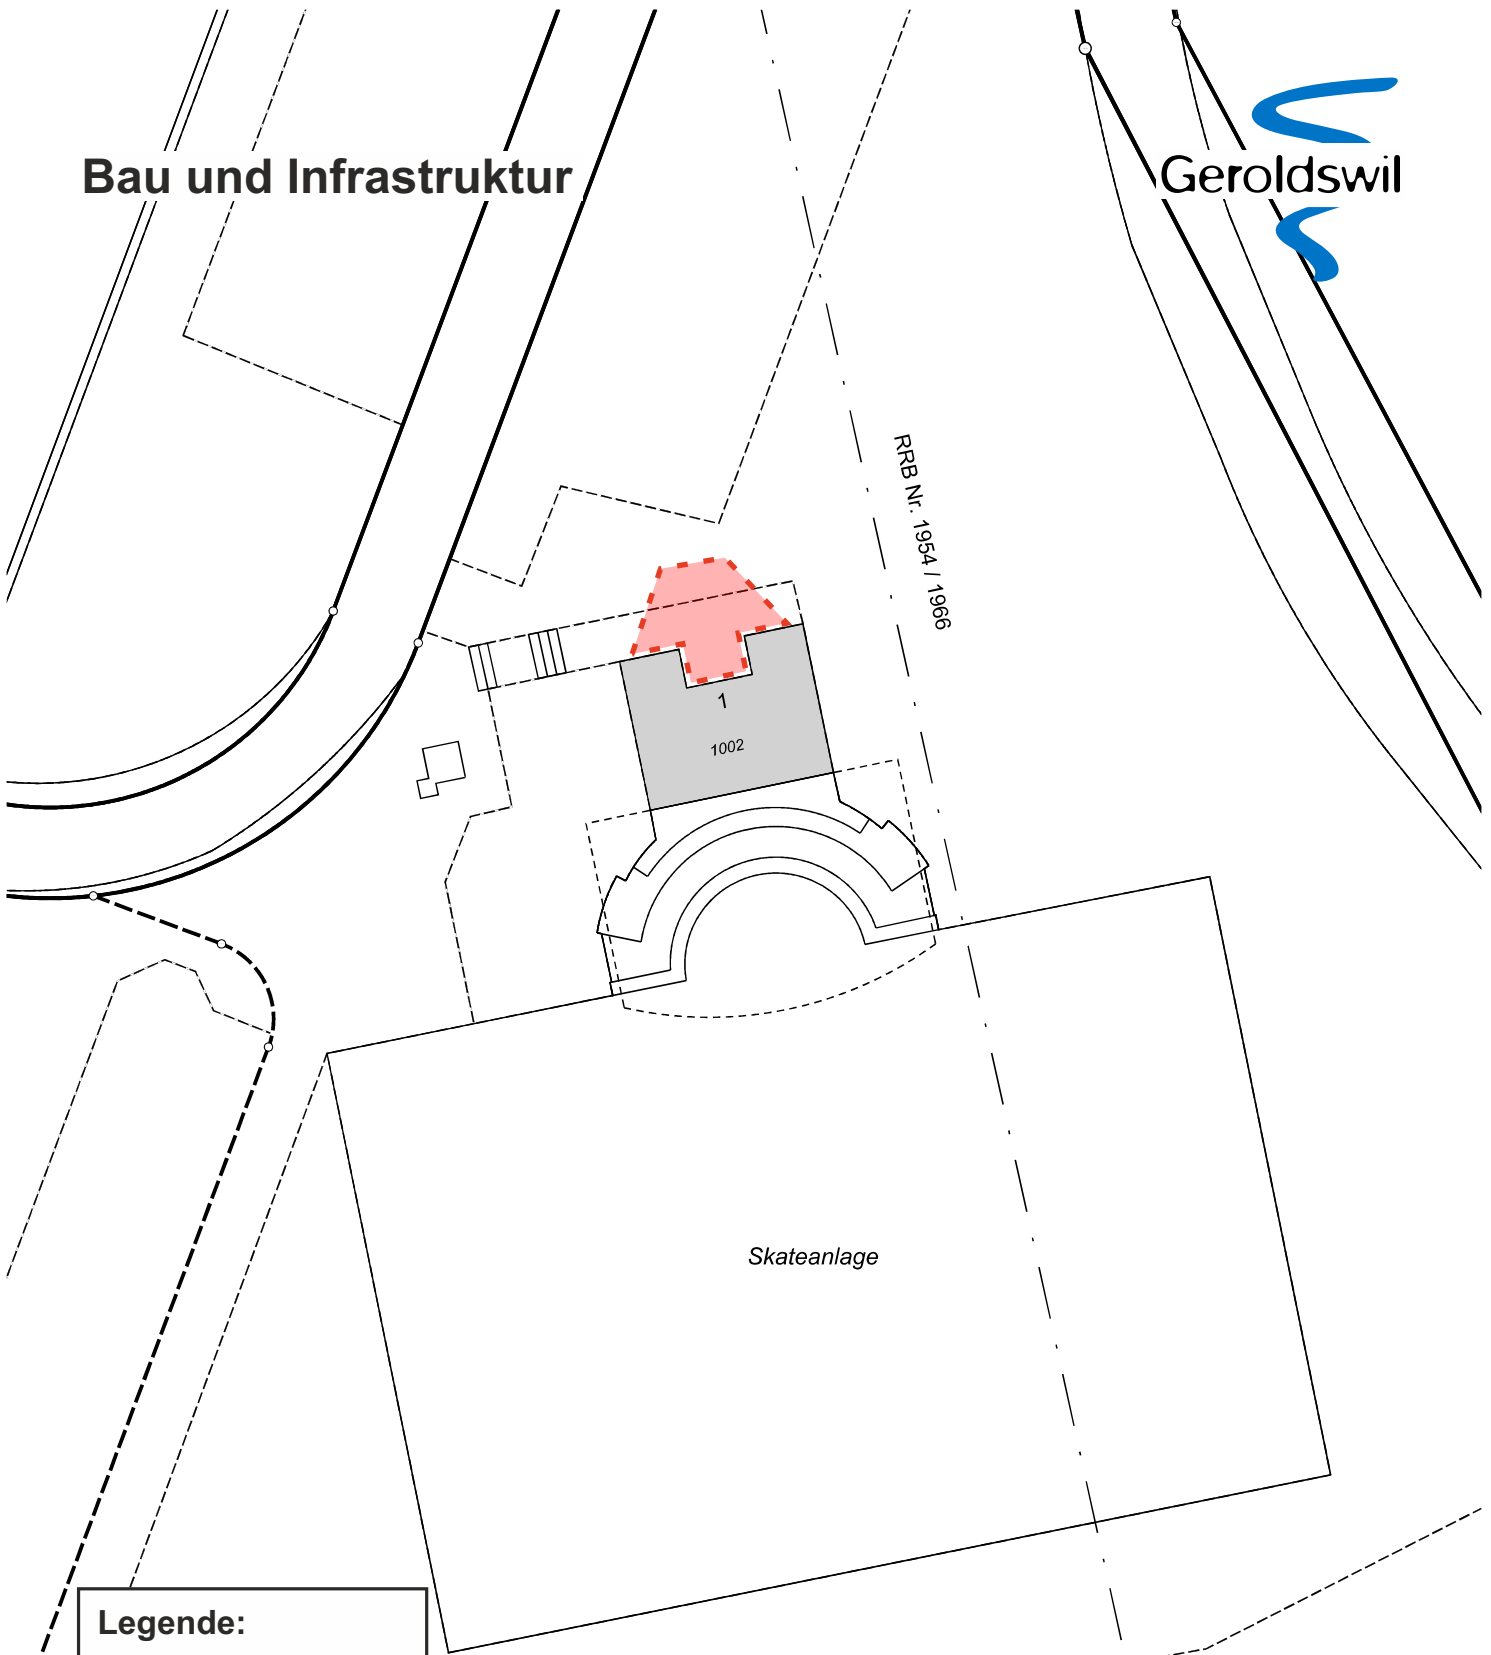 Bau und Infrastruktur
Geroldswil
RRB Nr. 1954 / 1966
1
1002
Skateanlage
Legende: